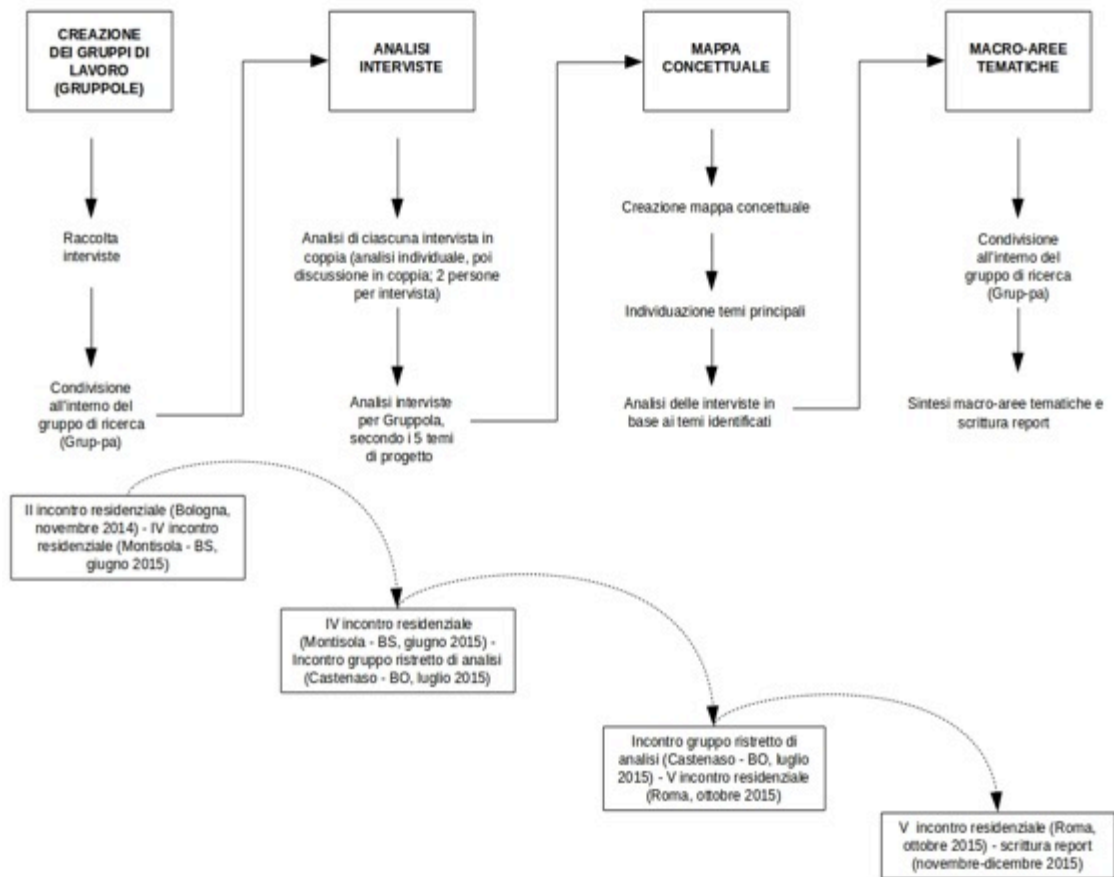 CREAZIONE
DEI GRUPPI DI
LAVORO
(GRUPPOLE)
Raccolta
interviste
Condivisione
all'interno del
gruppo di ricerca
(Grup-pa)
ANALISI
INTERVISTE
Analisi di ciascuna intervista in
coppia (analisi individuale, poi
discussione in coppia; 2 persone
per intervista)
Analisi interviste
per Gruppola,
secondo i 5 temi
di progetto
MAPPA
CONCETTUALE
Creazione mappa concettuale
Individuazione temi principali
Analisi delle interviste in
base ai temi identificati
MACRO-AREE
TEMATICHE
Condivisione
all'interno del
gruppo di ricerca
(Grup-pa)
Sintesi macro-aree tematiche e
scrittura report
II incontro residenziale (Bologna,
novembre 2014) - IV incontro
residenziale (Montisola - BS,
giugno 2015)
IV incontro residenziale
(Montisola - BS, giugno 2015) -
Incontro gruppo ristretto di analisi
(Castenaso - BO, luglio 2015)
Incontro gruppo ristretto di
analisi (Castenaso - BO, luglio
2015) - V incontro residenziale
(Roma, ottobre 2015)
V incontro residenziale (Roma,
ottobre 2015) - scrittura report
(novembre-dicembre 2015)